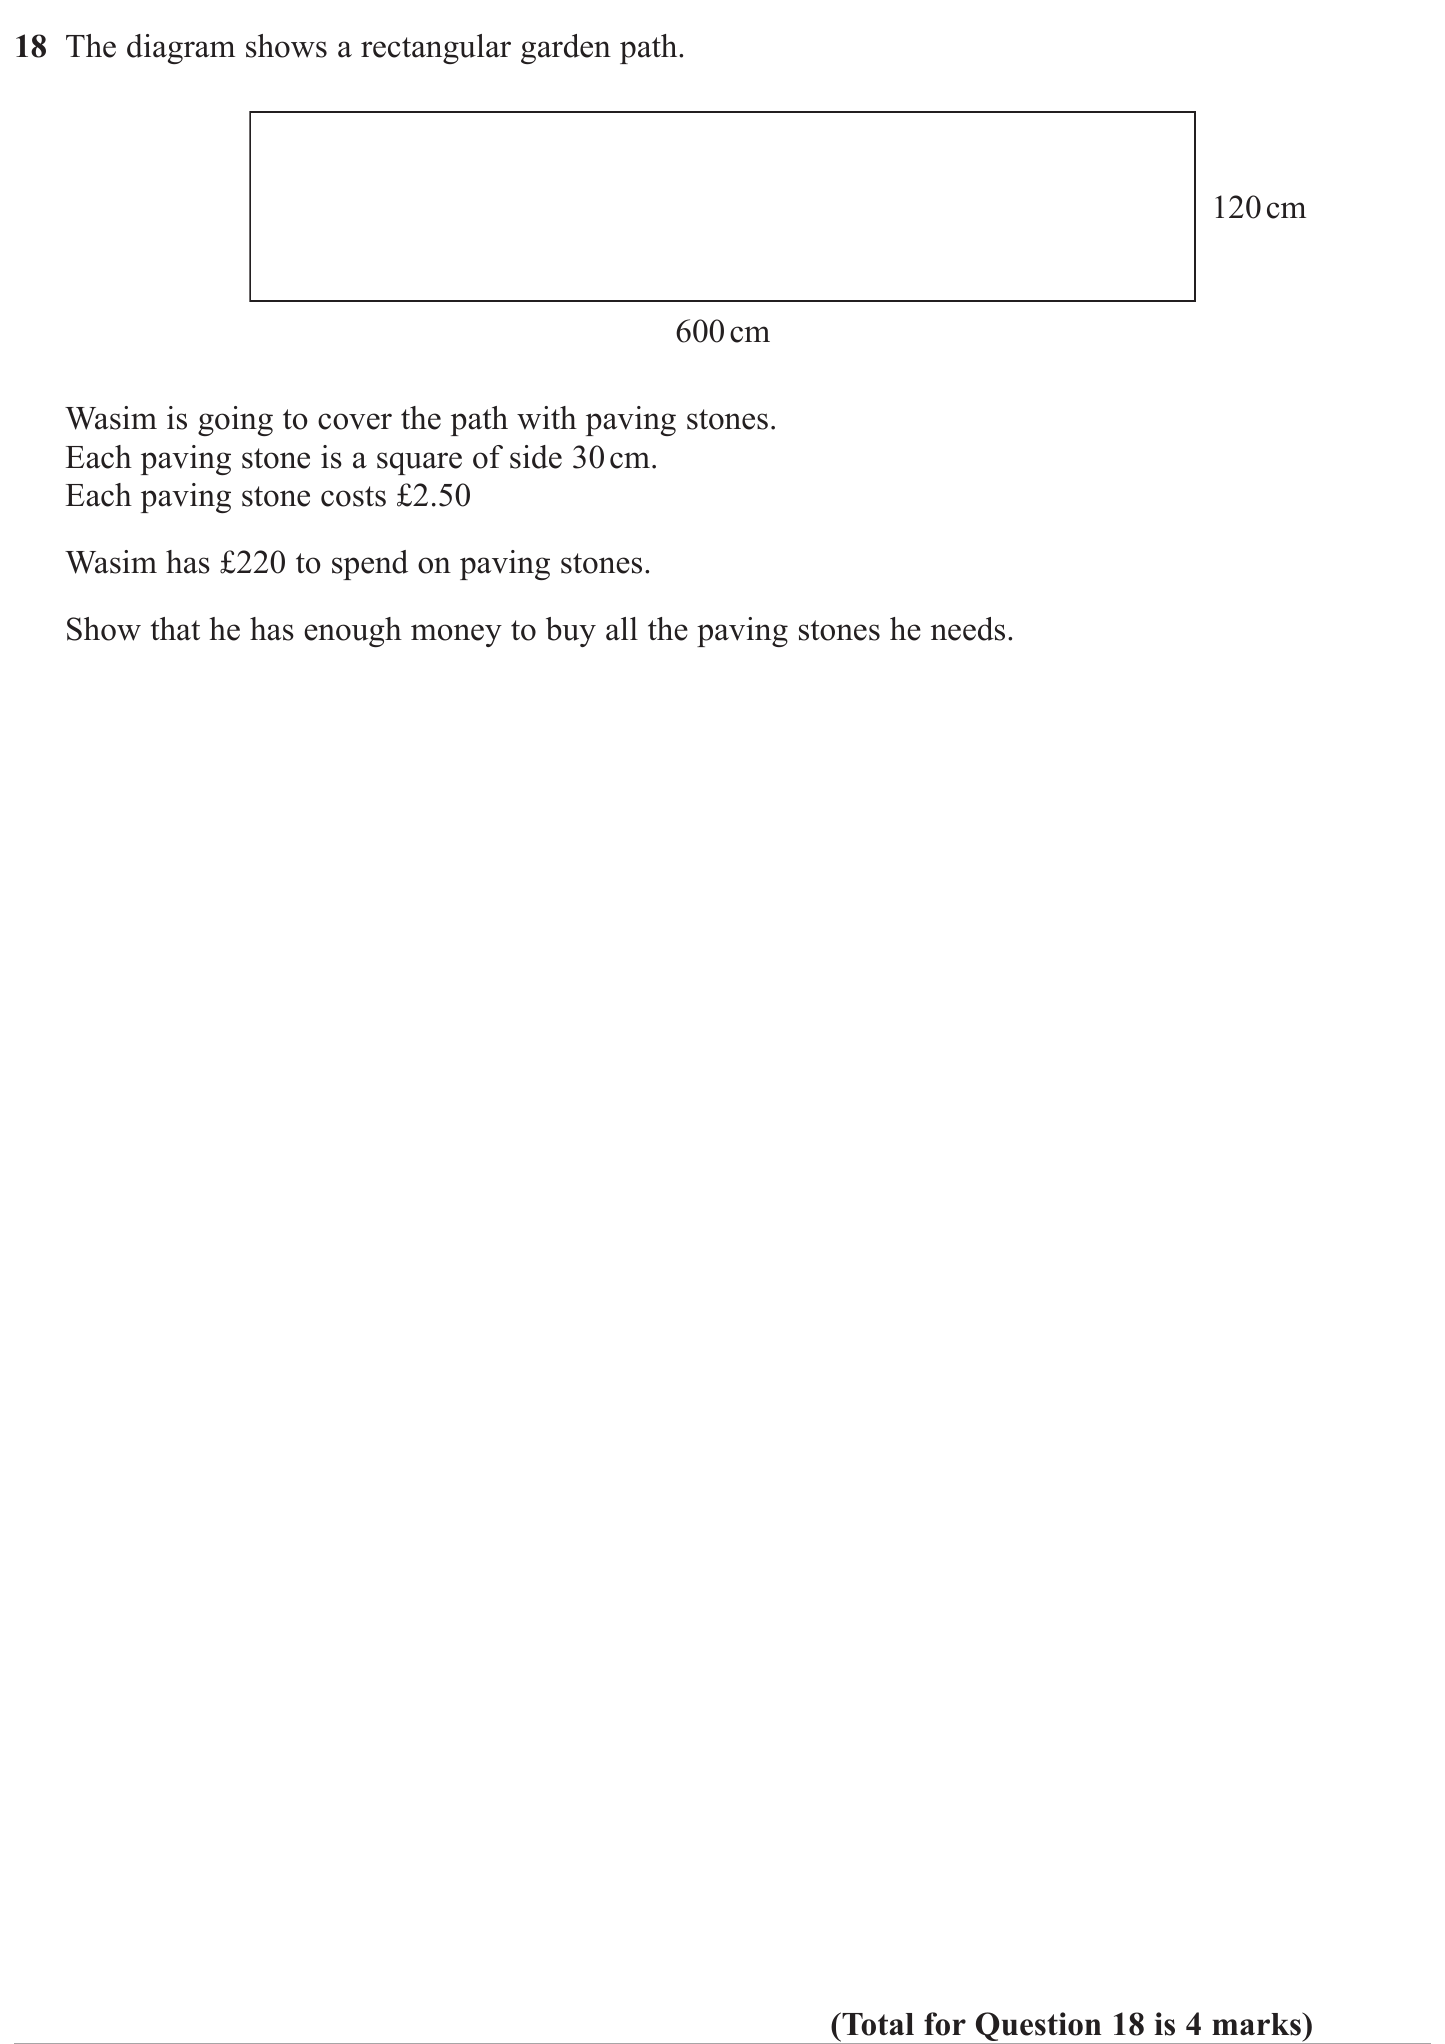 18 The diagram shows a rectangular garden path.
120 cm
600 cm
Wasim is going to cover the path with paving stones.
Each paving stone is a square of side 30 cm.
Each paving stone costs £2.50
Wasim has £220 to spend on paving stones.
Show that he has enough money to buy all the paving stones he needs.
(Total for Question 18 is 4 marks)